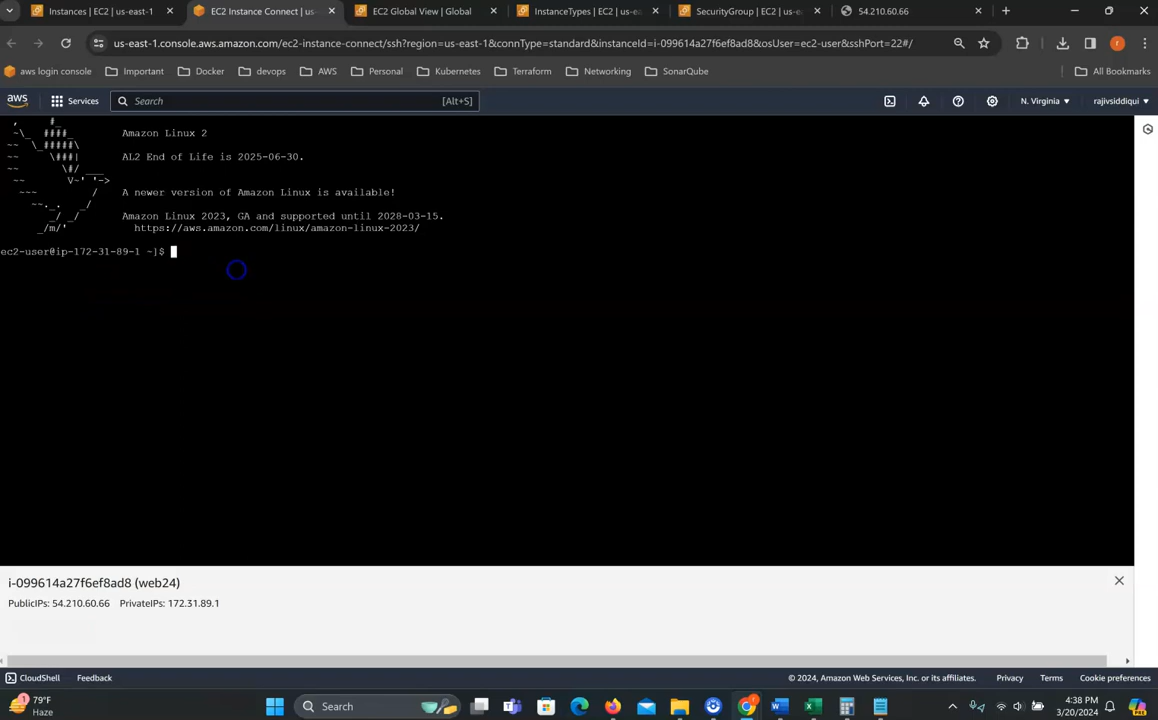 Instances | EC2 | us-east-1
EC2 Instance Connect | us-
EC2 Global View | Global
InstanceTypes | EC2 | us-ea
SecurityGroup | EC2 | us-e
54.210.60.66
us-east-1.console.aws.amazon.com/ec2-instance-connect/ssh?region=us-east-1&connType=standard&instanceId=i-099614a27f6ef8ad8&osUser=ec2-user&sshPort=22#/
aws login console
Important
Docker
devops
AWS
Personal
Kubernetes
Terraform
Networking
SonarQube
All Bookmarks
aws
Services
Search
[Alt+S]
N. Virginia
rajivsiddiqui
,     #_
~\_  ####_        Amazon Linux 2
~~  \_#####\
~~     \###|       AL2 End of Life is 2025-06-30.
~~       \#/ ___
~~       V~' '->
~~~         /    A newer version of Amazon Linux is available!
~~._.   _/
_/ _/       Amazon Linux 2023, GA and supported until 2028-03-15.
_/m/'           https://aws.amazon.com/linux/amazon-linux-2023/
ec2-user@ip-172-31-89-1 ~]$
i-099614a27f6ef8ad8 (web24)
PublicIPs: 54.210.60.66    PrivateIPs: 172.31.89.1
CloudShell
Feedback
© 2024, Amazon Web Services, Inc. or its affiliates.
Privacy
Terms
Cookie preferences
1
79°F
Haze
Search
4:38 PM
3/20/2024